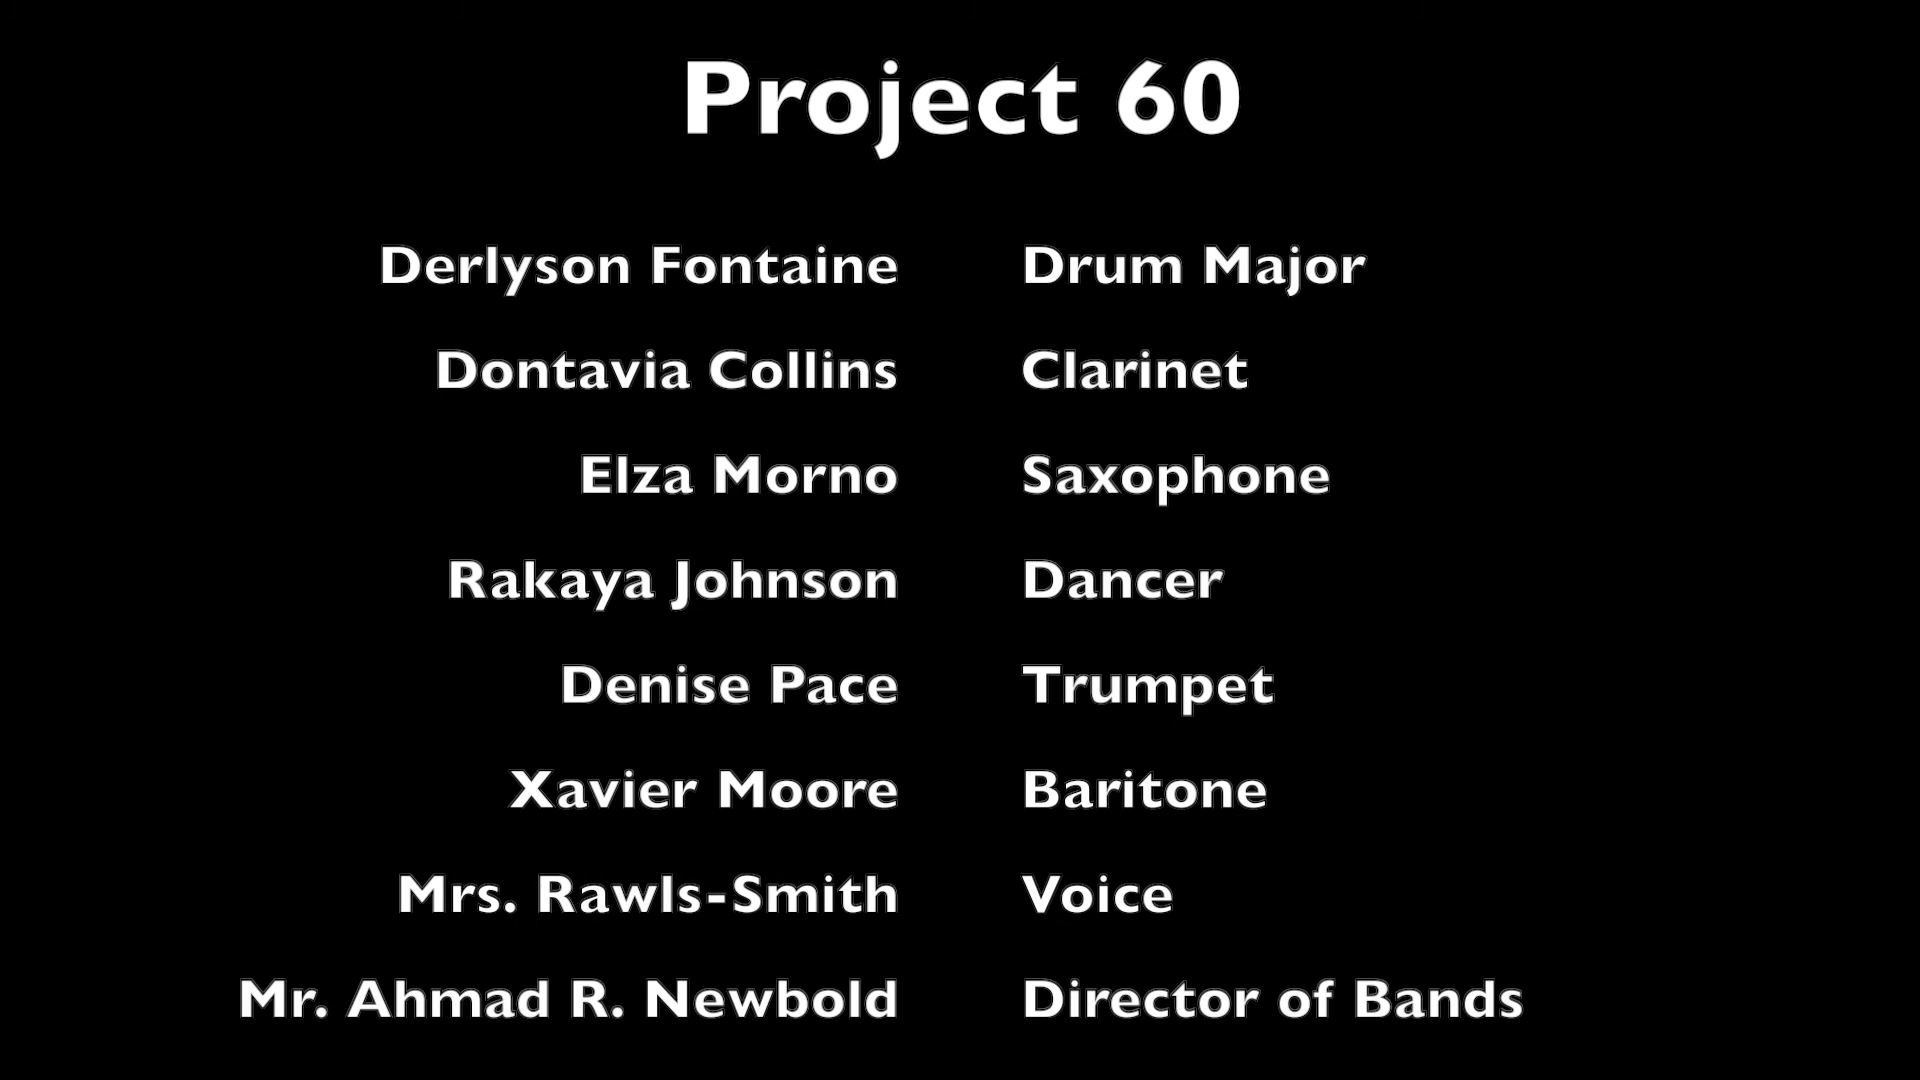 Project 60
Derlyson Fontaine Drum Major
Dontavia Collins Clarinet
Elza Morno Saxophone
Rakaya Johnson Dancer
Denise Pace Trumpet
Xavier Moore Baritone
Mrs. Rawls-Smith Voice
Mr. Ahmad R. Newbold Director of Bands